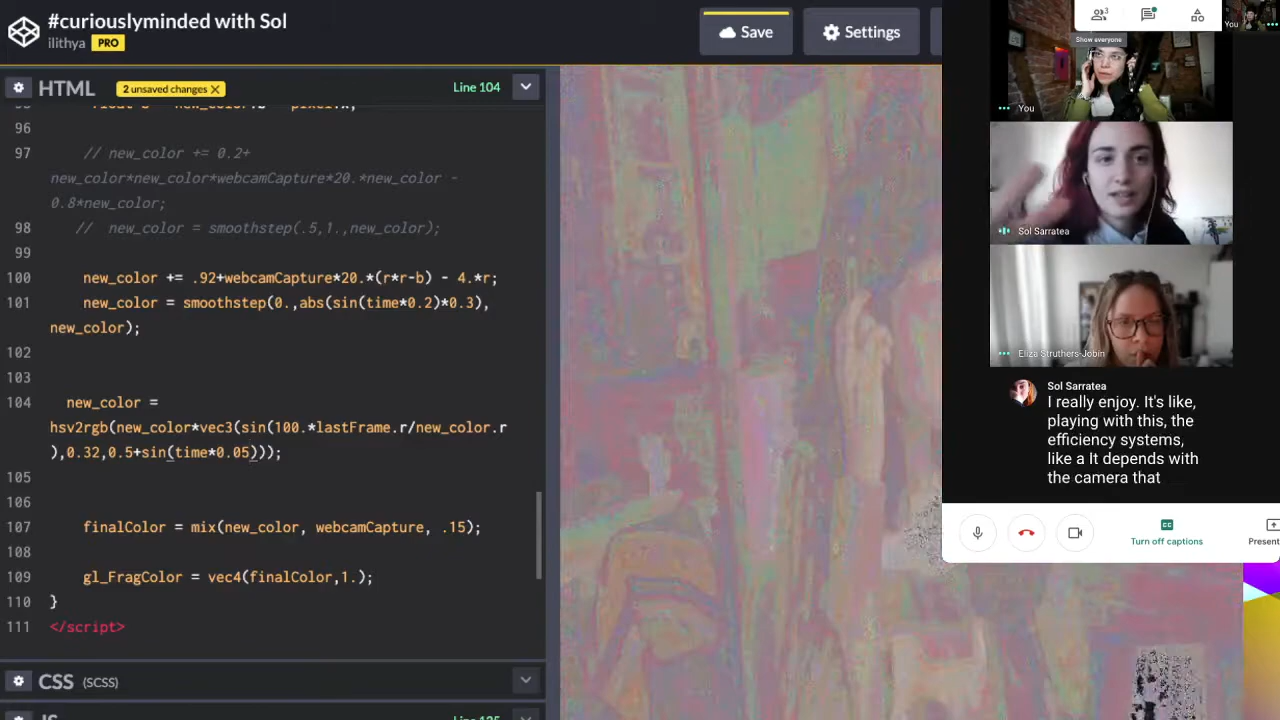 #curiouslyminded with Sol
ilithya PRO
Save
Settings
HTML
2 unsaved changes X
Line 104
96
97 // new_color += 0.2+
new_color*new_color*webcamCapture*20.*new_color -
0.8*new_color;
98 // new_color = smoothstep(.5,1.,new_color);
99
100 new_color += .92+webcamCapture*20.*(r*r-b) - 4.*r;
101 new_color = smoothstep(0.,abs(sin(time*0.2)*0.3),
new_color);
102
103
104 new_color =
hsv2rgb(new_color*vec3(sin(100.*lastFrame.r/new_color.r
),0.32,0.5+sin(time*0.05)));
105
106
107 finalColor = mix(new_color, webcamCapture, .15);
108
109 gl_FragColor = vec4(finalColor,1.);
110 }
111 </script>
CSS (SCSS)
3
You
Show everyone
You
Sol Sarratea
Eliza Struthers-Jobin
Sol Sarratea
I really enjoy. It's like,
playing with this, the
efficiency systems,
like a It depends with
the camera that
Turn off captions
Present